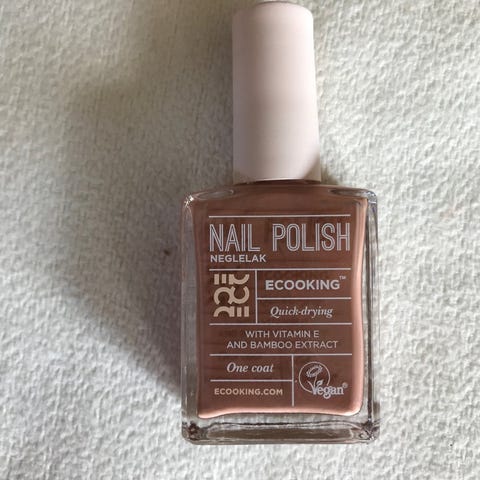 NAIL POLISH
NEGLELAK
ECOOKING™
Quick-drying
WITH VITAMIN E
AND BAMBOO EXTRACT
One coat
ECOOKING.COM
Vegan®